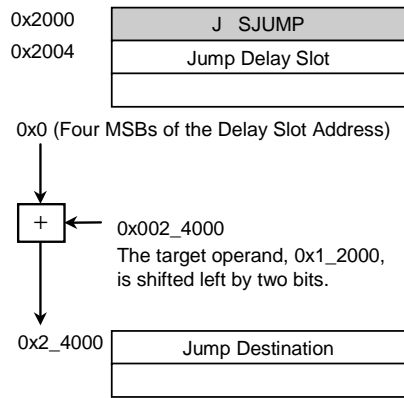 0x2000 J SJUMP
0x2004 Jump Delay Slot
0x0 (Four MSBs of the Delay Slot Address)
+
0x002_4000
The target operand, 0x1_2000,
is shifted left by two bits.
0x2_4000 Jump Destination